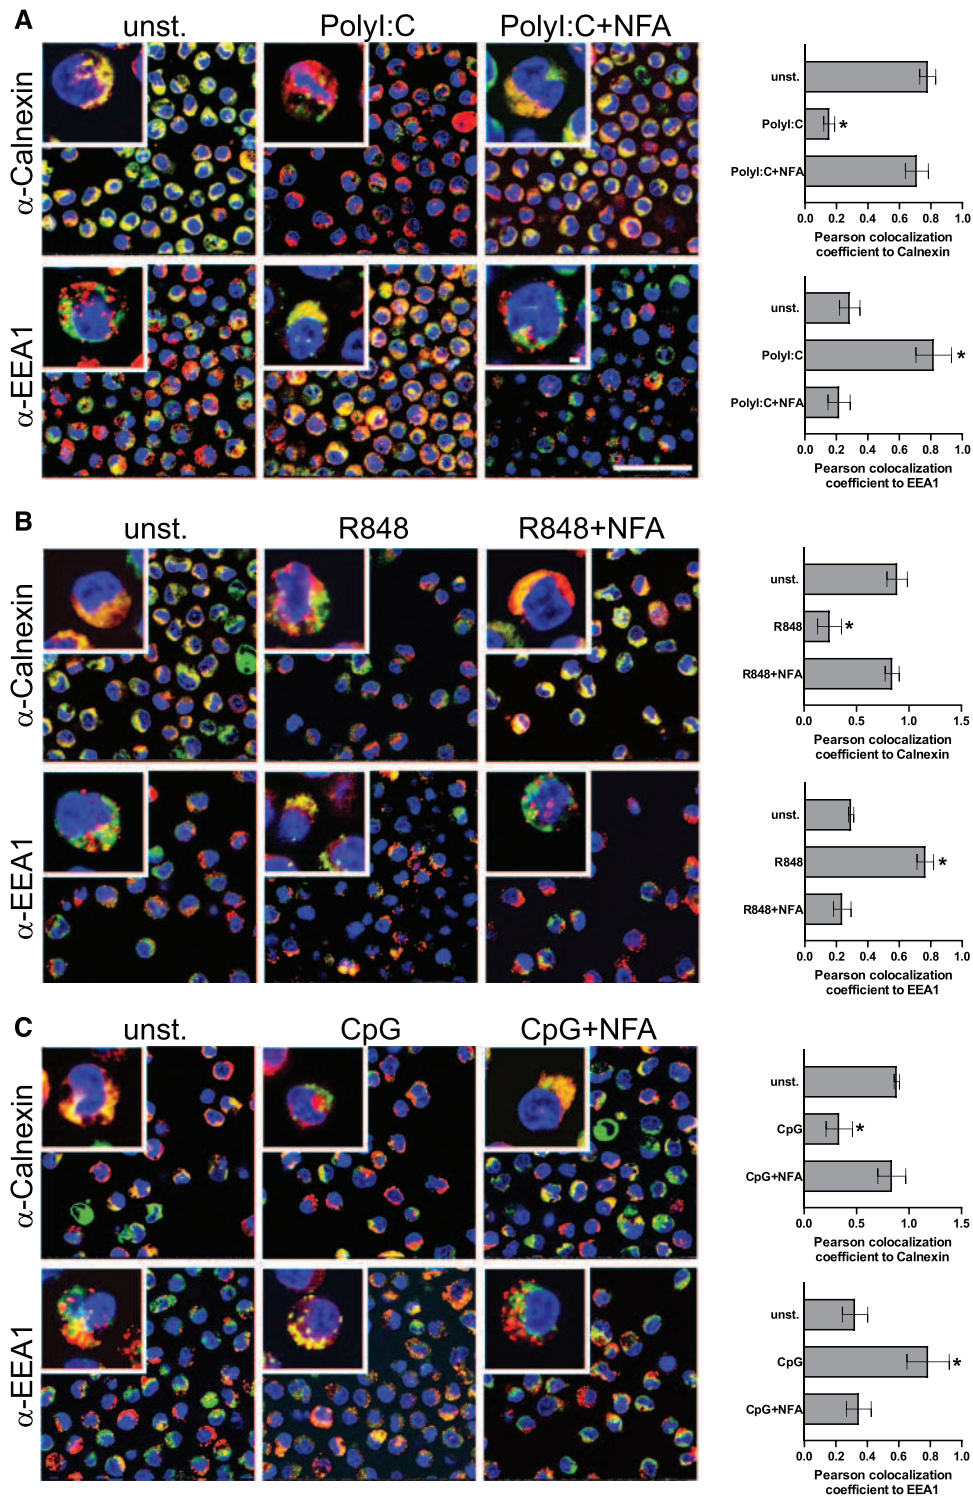 A
unst.
PolyI:C
PolyI:C+NFA
α-Calnexin
unst.
PolyI:C
*
PolyI:C+NFA
0.0 0.2 0.4 0.6 0.8 1.0
Pearson colocalization
coefficient to Calnexin
α-EEA1
unst.
PolyI:C
*
PolyI:C+NFA
0.0 0.2 0.4 0.6 0.8 1.0
Pearson colocalization
coefficient to EEA1
B
unst.
R848
R848+NFA
α-Calnexin
unst.
R848
*
R848+NFA
0.0 0.5 1.0 1.5
Pearson colocalization
coefficient to Calnexin
α-EEA1
unst.
R848
*
R848+NFA
0.0 0.2 0.4 0.6 0.8 1.0
Pearson colocalization
coefficient to EEA1
C
unst.
CpG
CpG+NFA
α-Calnexin
unst.
CpG
*
CpG+NFA
0.0 0.5 1.0 1.5
Pearson colocalization
coefficient to Calnexin
α-EEA1
unst.
CpG
*
CpG+NFA
0.0 0.2 0.4 0.6 0.8 1.0
Pearson colocalization
coefficient to EEA1